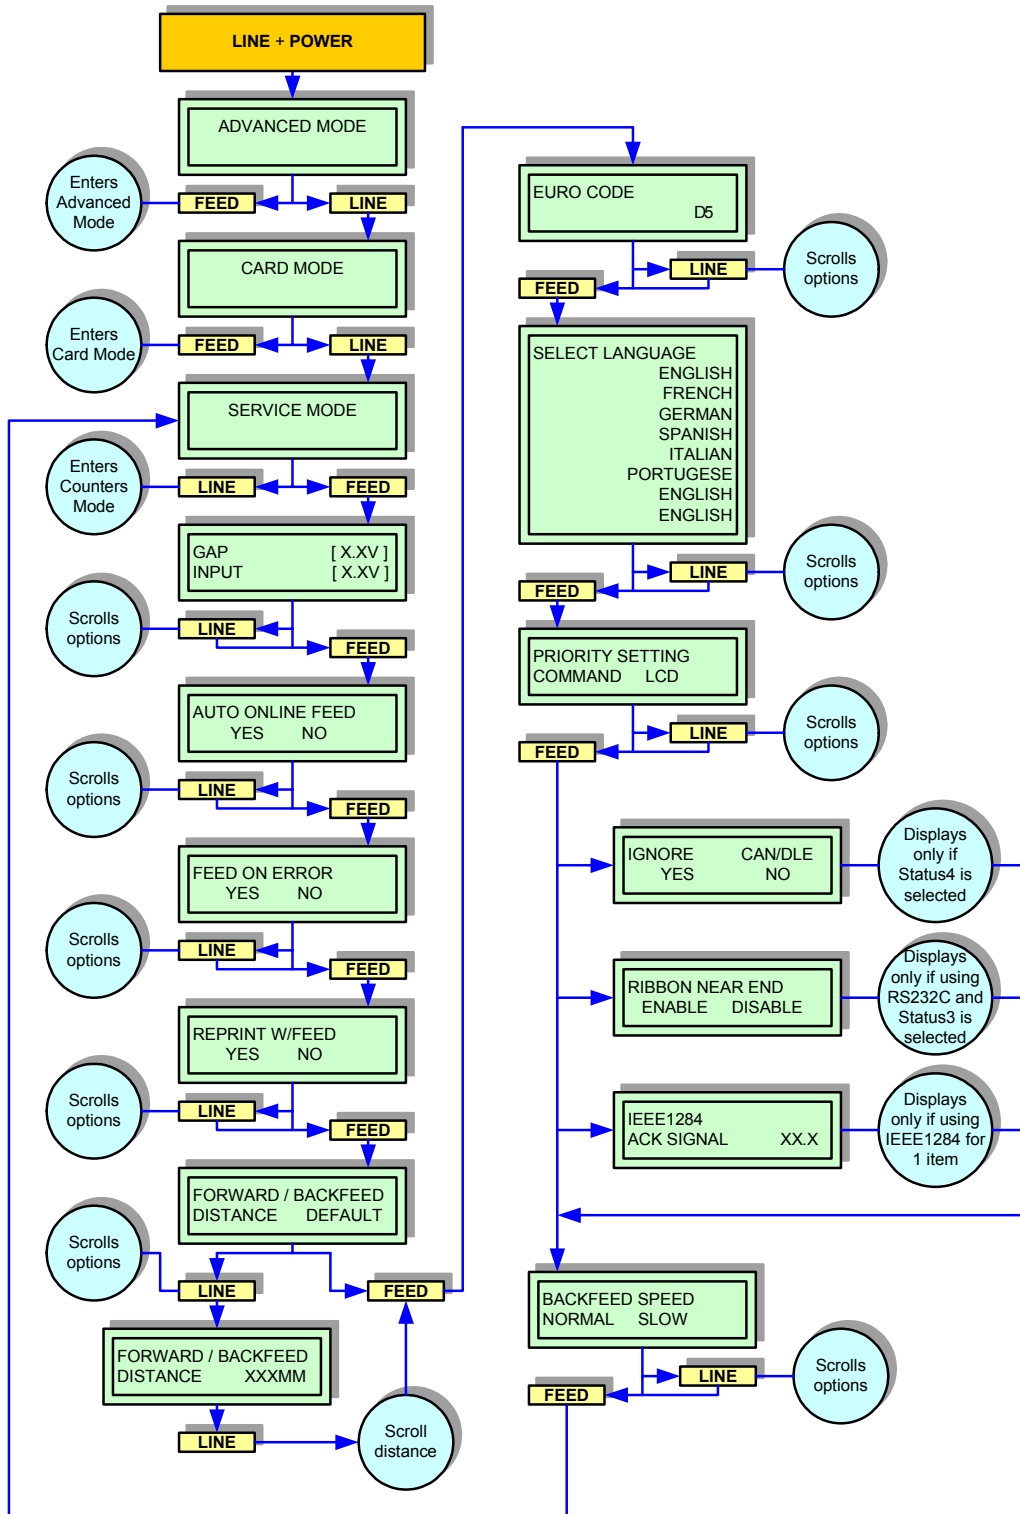 LINE + POWER
ADVANCED MODE
Enters
Advanced
Mode
FEED
LINE
CARD MODE
Enters
Card Mode
FEED
LINE
SERVICE MODE
Enters
Counters
Mode
LINE
FEED
GAP [ X.XV ]
INPUT [ X.XV ]
Scrolls
options
LINE
FEED
AUTO ONLINE FEED
YES NO
Scrolls
options
LINE
FEED
FEED ON ERROR
YES NO
Scrolls
options
LINE
FEED
REPRINT W/FEED
YES NO
Scrolls
options
LINE
FEED
FORWARD / BACKFEED
DISTANCE DEFAULT
Scrolls
options
LINE
FEED
FORWARD / BACKFEED
DISTANCE XXXMM
LINE
Scroll
distance
EURO CODE
D5
LINE
Scrolls
options
FEED
SELECT LANGUAGE
ENGLISH
FRENCH
GERMAN
SPANISH
ITALIAN
PORTUGESE
ENGLISH
ENGLISH
LINE
Scrolls
options
FEED
PRIORITY SETTING
COMMAND LCD
LINE
Scrolls
options
FEED
IGNORE CAN/DLE
YES NO
Displays
only if
Status4 is
selected
RIBBON NEAR END
ENABLE DISABLE
Displays
only if using
RS232C and
Status3 is
selected
IEEE1284
ACK SIGNAL XX.X
Displays
only if using
IEEE1284 for
1 item
BACKFEED SPEED
NORMAL SLOW
LINE
Scrolls
options
FEED